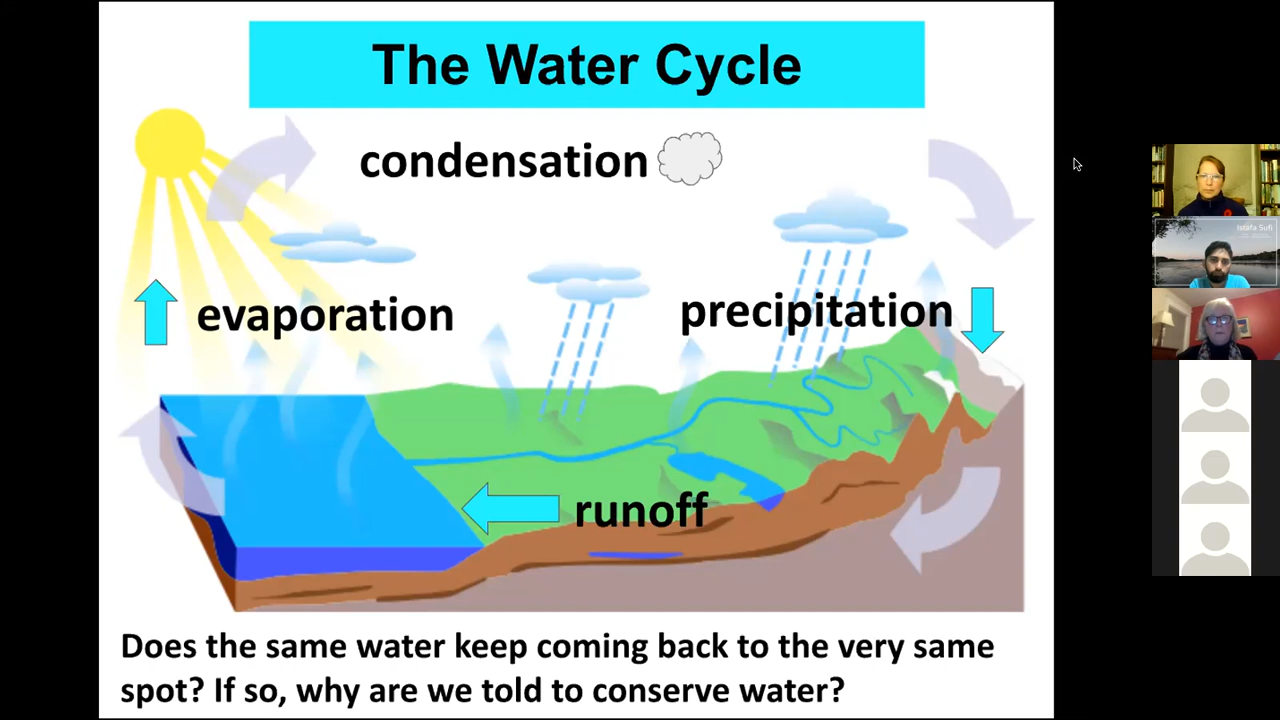 The Water Cycle
condensation
Istafa Sufi
evaporation
precipitation
runoff
Does the same water keep coming back to the very same
spot? If so, why are we told to conserve water?